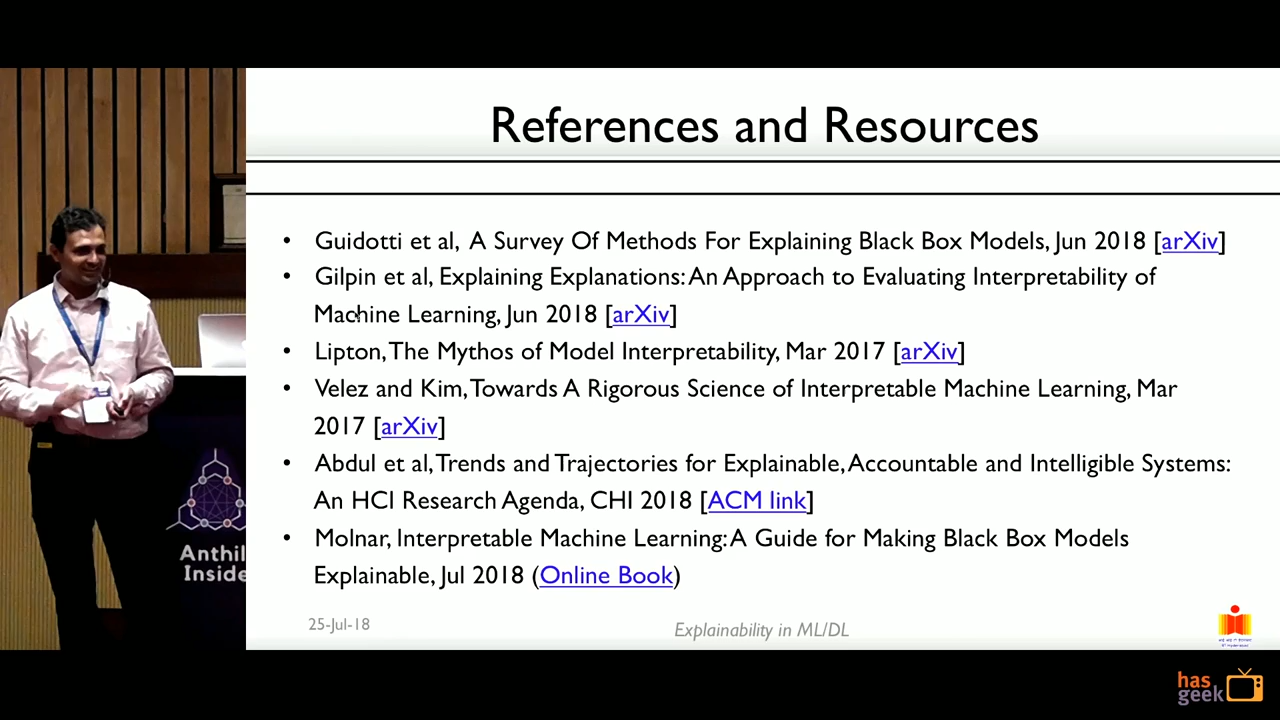 References and Resources
• Guidotti et al, A Survey Of Methods For Explaining Black Box Models, Jun 2018 [arXiv]
• Gilpin et al, Explaining Explanations: An Approach to Evaluating Interpretability of
Machine Learning, Jun 2018 [arXiv]
• Lipton, The Mythos of Model Interpretability, Mar 2017 [arXiv]
• Velez and Kim, Towards A Rigorous Science of Interpretable Machine Learning, Mar
2017 [arXiv]
• Abdul et al, Trends and Trajectories for Explainable, Accountable and Intelligible Systems:
An HCI Research Agenda, CHI 2018 [ACM link]
• Molnar, Interpretable Machine Learning: A Guide for Making Black Box Models
Explainable, Jul 2018 (Online Book)
25-Jul-18
Explainability in ML/DL
Anthil
Inside
has
geek